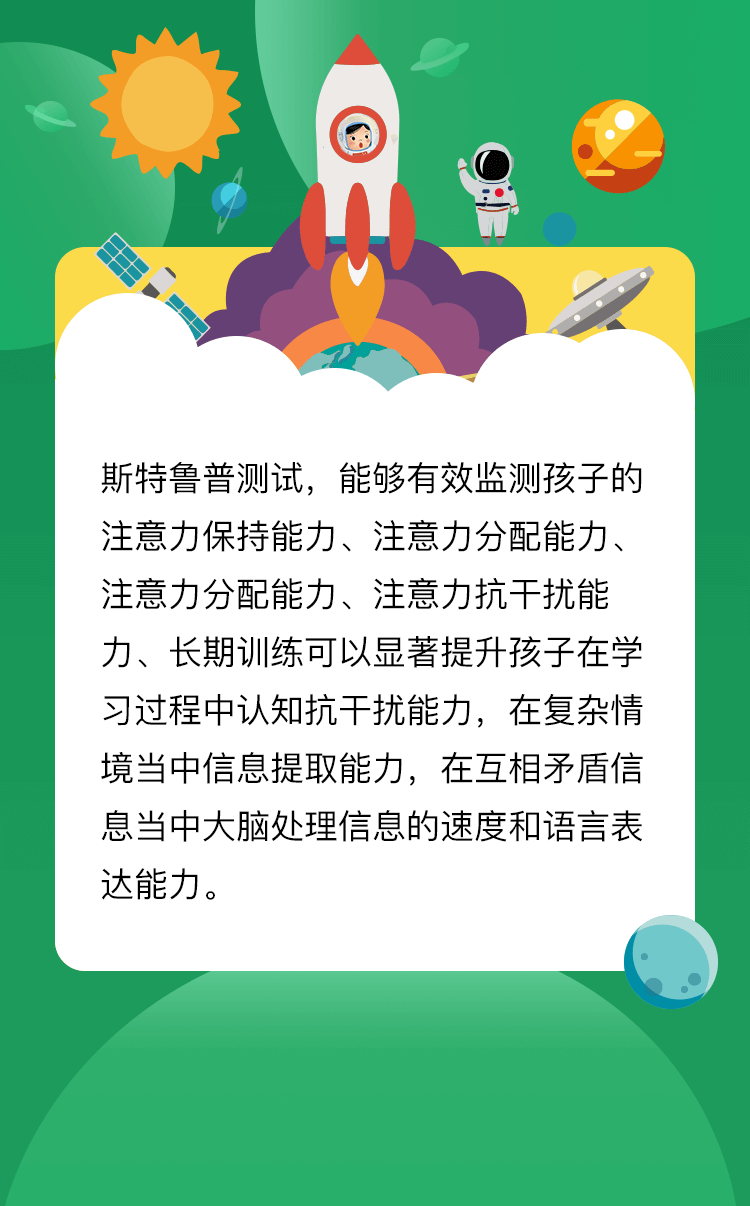 斯特鲁普测试，能够有效监测孩子的
注意力保持能力、注意力分配能力、
注意力分配能力、注意力抗干扰能
力、长期训练可以显著提升孩子在学
习过程中认知抗干扰能力，在复杂情
境当中信息提取能力，在互相矛盾信
息当中大脑处理信息的速度和语言表
达能力。